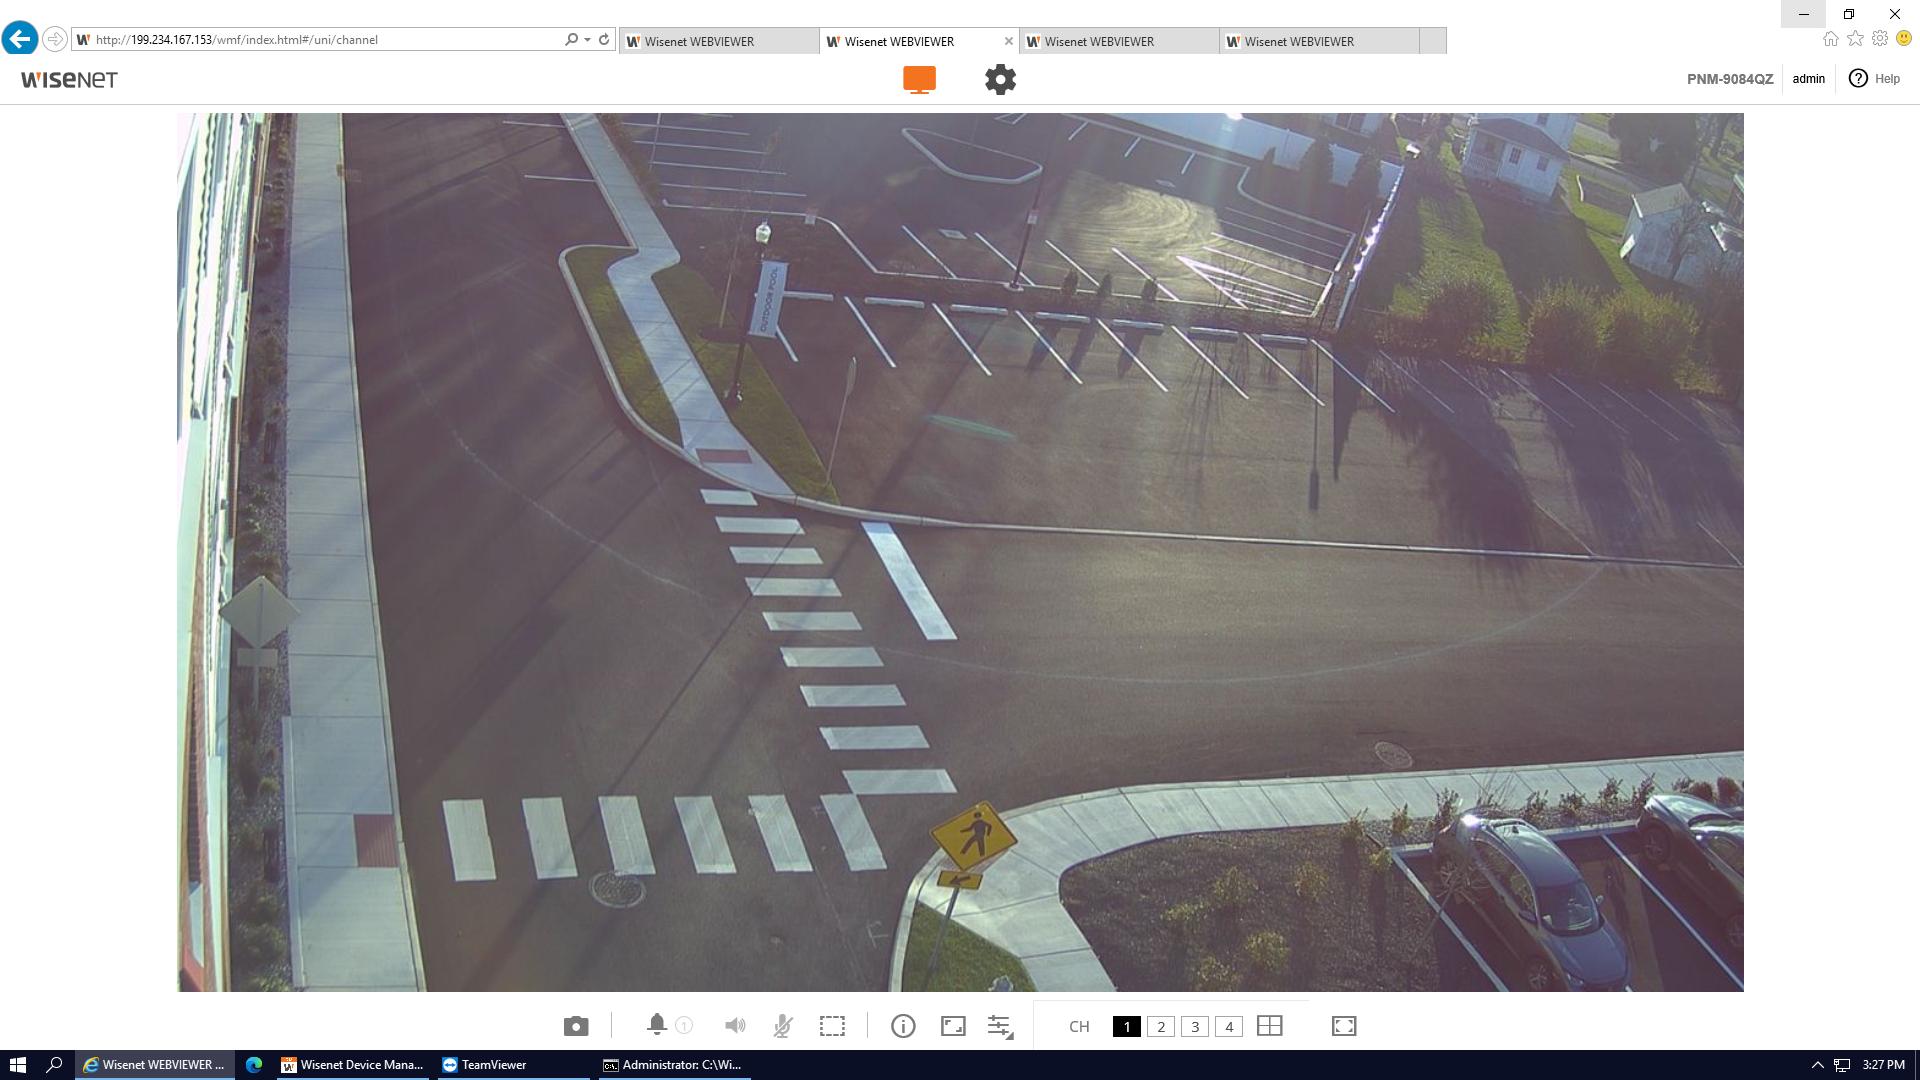 http://199.234.167.153/wmf/index.html#/uni/channel
Wisenet WEBVIEWER
Wisenet WEBVIEWER
Wisenet WEBVIEWER
Wisenet WEBVIEWER
WISENET
PNM-9084QZ
admin
? Help
OUTDOOR POOL
1
CH
1
2
3
4
Wisenet WEBVIEWER ...
Wisenet Device Mana...
TeamViewer
Administrator: C:\Wi...
3:27 PM